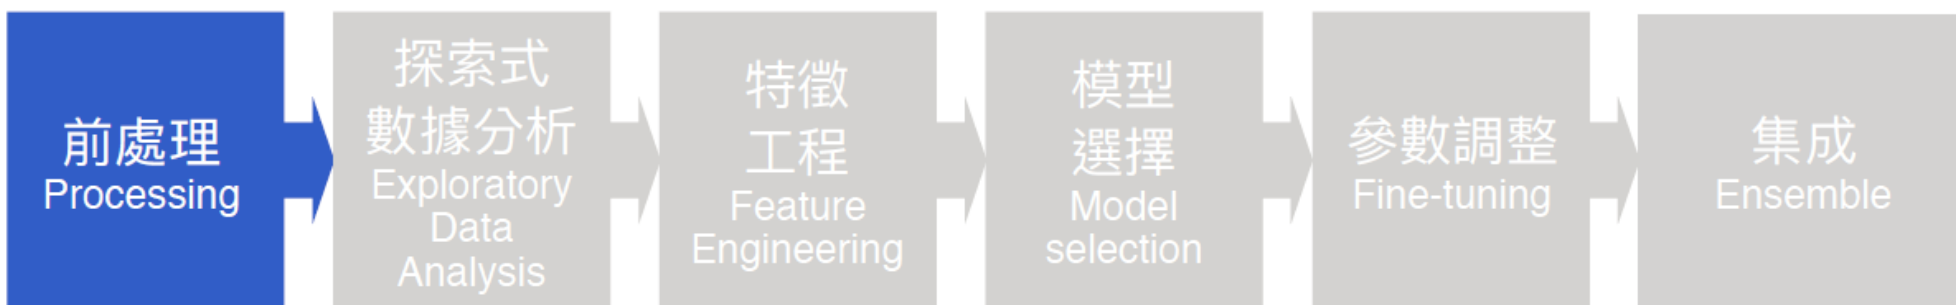 前處理
Processing
探索式
數據分析
Exploratory
Data
Analysis
特徵
工程
Feature
Engineering
模型
選擇
Model
selection
參數調整
Fine-tuning
集成
Ensemble